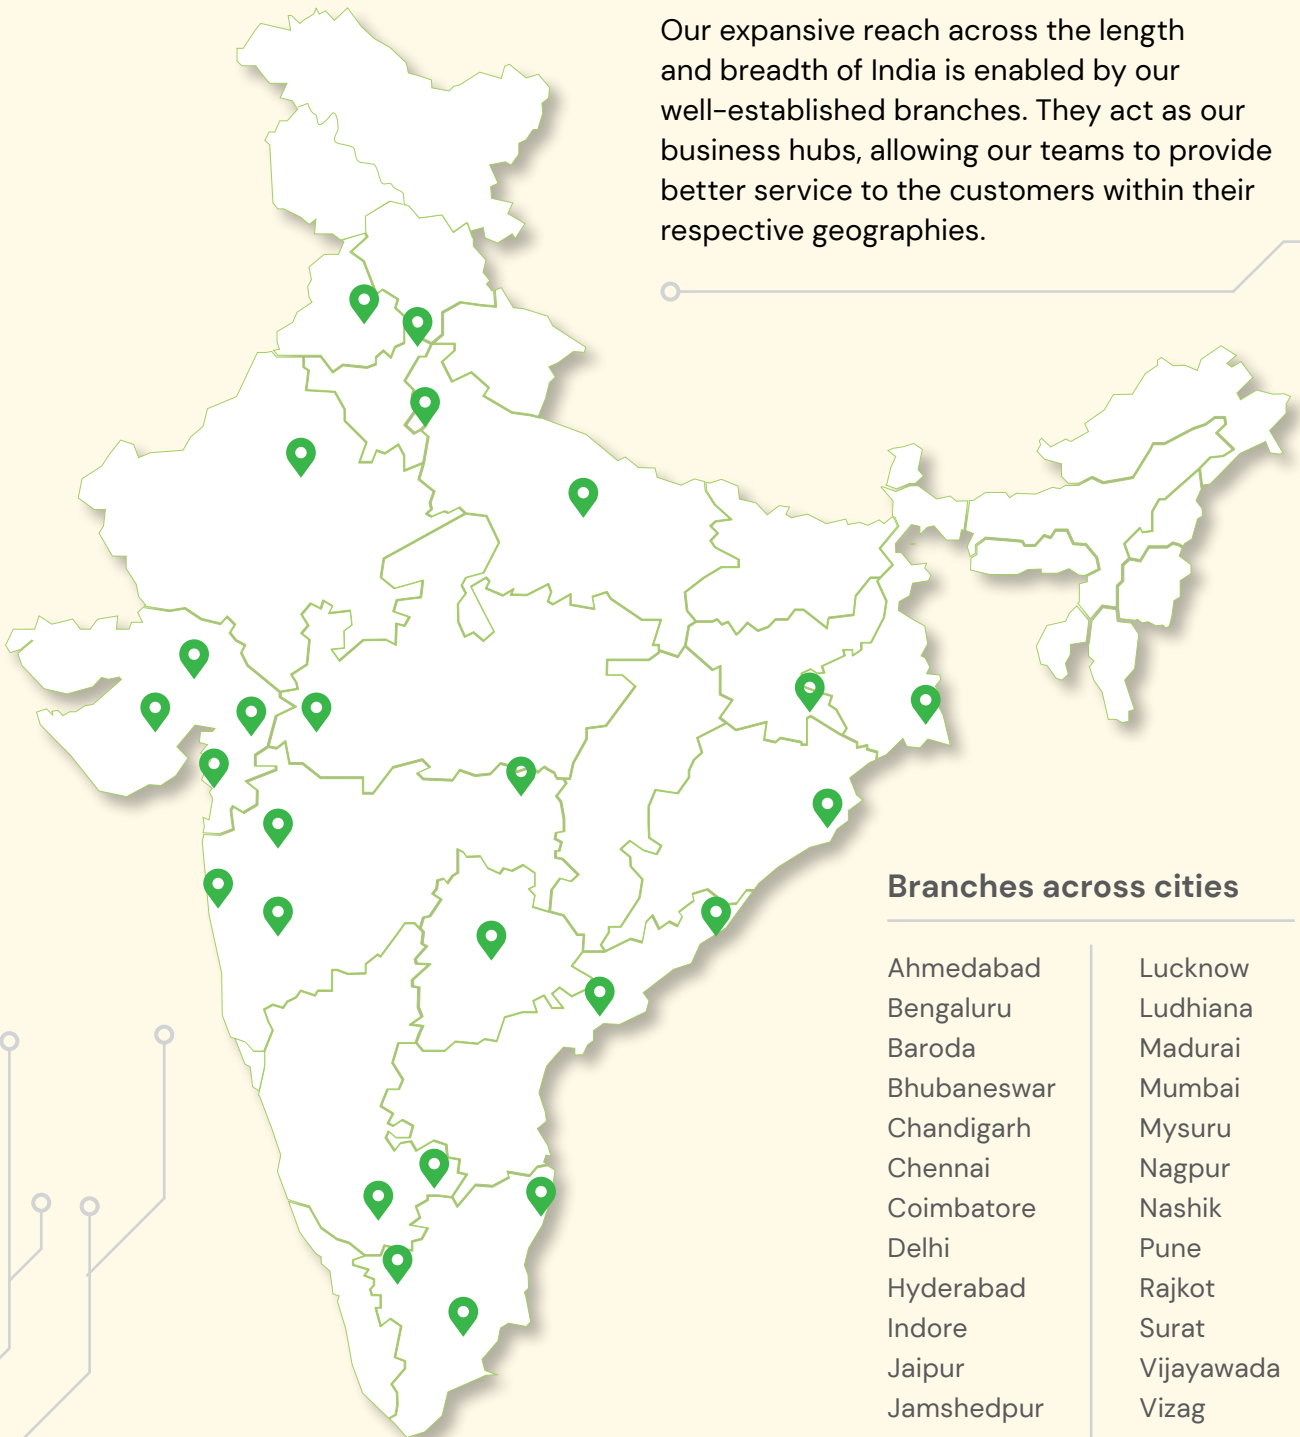 Our expansive reach across the length
and breadth of India is enabled by our
well-established branches. They act as our
business hubs, allowing our teams to provide
better service to the customers within their
respective geographies.
Branches across cities
Ahmedabad
Bengaluru
Baroda
Bhubaneswar
Chandigarh
Chennai
Coimbatore
Delhi
Hyderabad
Indore
Jaipur
Jamshedpur
Lucknow
Ludhiana
Madurai
Mumbai
Mysuru
Nagpur
Nashik
Pune
Rajkot
Surat
Vijayawada
Vizag